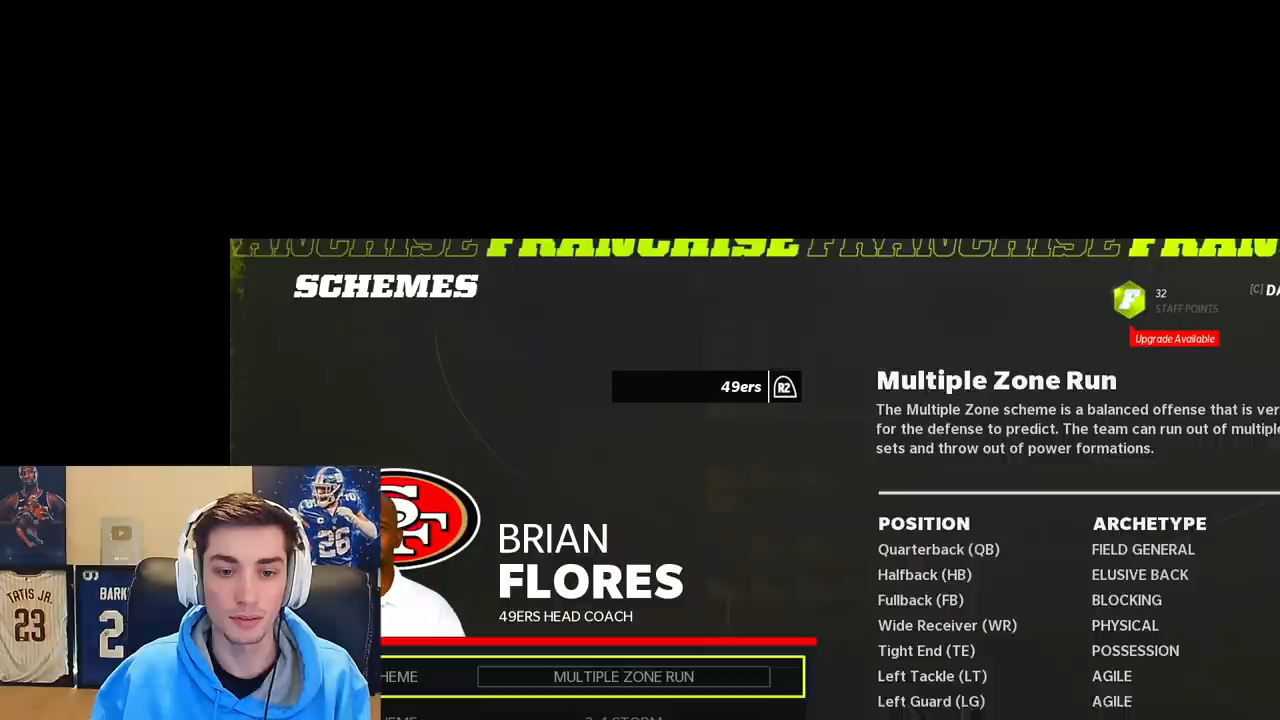 ANCHISE FRANCHISE FRANCHISE FRAN
SCHEMES
32
STAFF POINTS
[C] DA
Upgrade Available
49ers R2
Multiple Zone Run
The Multiple Zone scheme is a balanced offense that is ver
for the defense to predict. The team can run out of multiple
sets and throw out of power formations.
SF
BRIAN
FLORES
49ERS HEAD COACH
POSITION ARCHETYPE
Quarterback (QB) FIELD GENERAL
Halfback (HB) ELUSIVE BACK
Fullback (FB) BLOCKING
Wide Receiver (WR) PHYSICAL
Tight End (TE) POSSESSION
Left Tackle (LT) AGILE
Left Guard (LG) AGILE
HEME MULTIPLE ZONE RUN
26
TATIS JR.
23
BARK
2